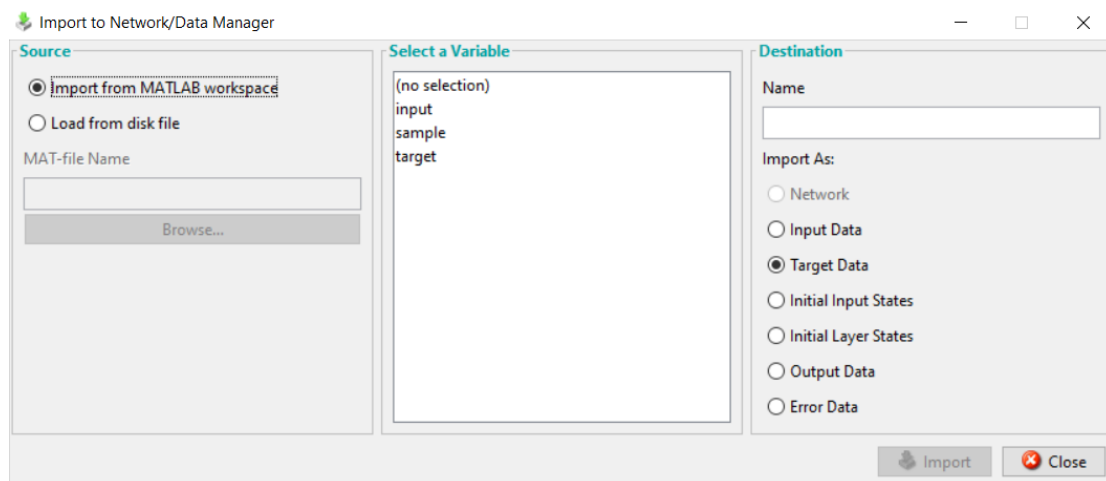 Import to Network/Data Manager
Source
Import from MATLAB workspace
Load from disk file
MAT-file Name
Browse...
Select a Variable
(no selection)
input
sample
target
Destination
Name
Import As:
Network
Input Data
Target Data
Initial Input States
Initial Layer States
Output Data
Error Data
Import
Close